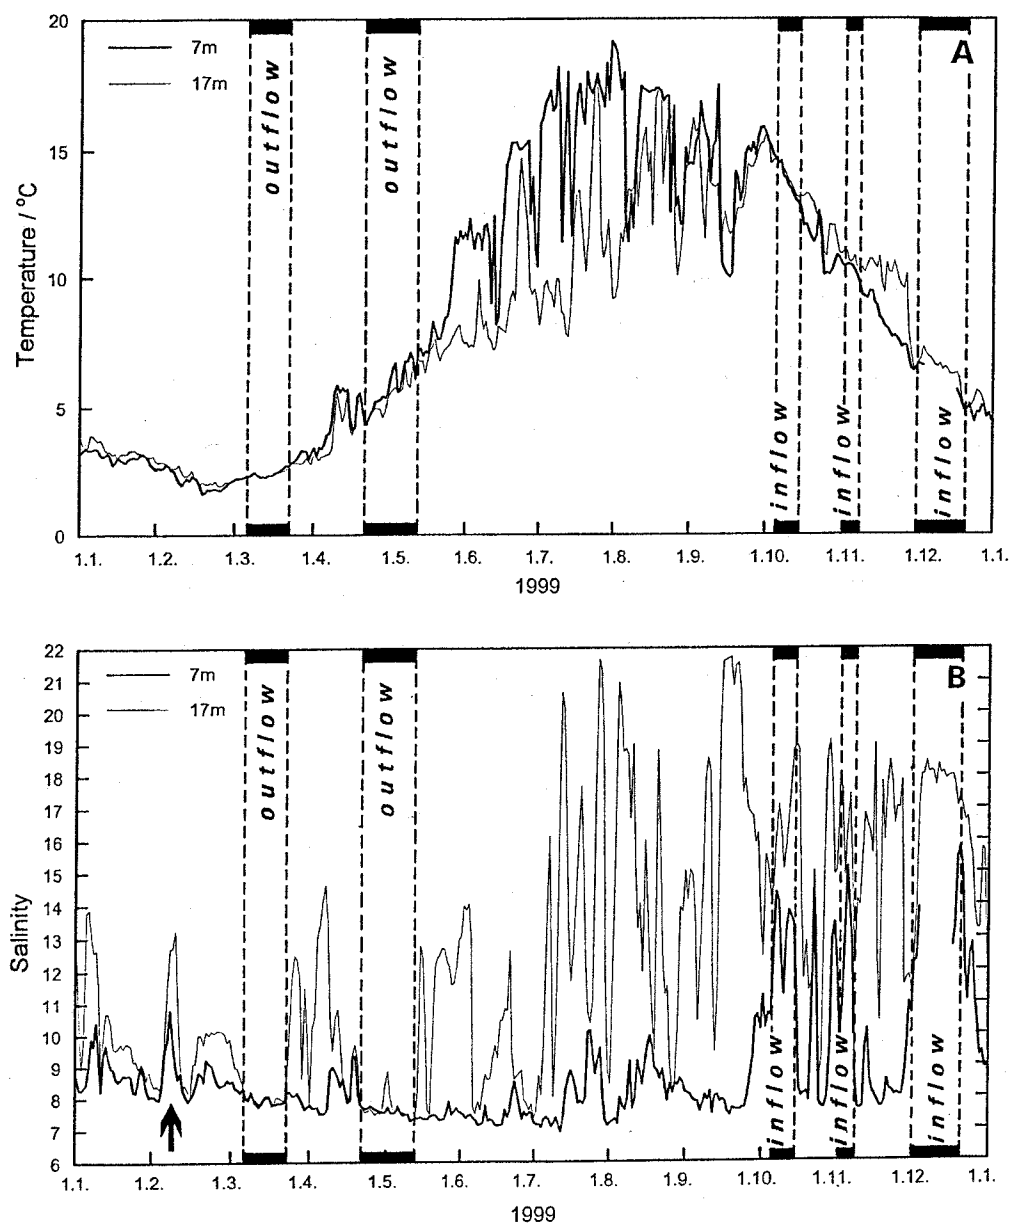 20
15
10
5
0
Temperature / °C
7m
17m
outflow
outflow
inflow
inflow
inflow
A
1.1. 1.2. 1.3. 1.4. 1.5. 1.6. 1.7. 1.8. 1.9. 1.10. 1.11. 1.12. 1.1.
1999
22
21
20
19
18
17
16
15
14
13
12
11
10
9
8
7
6
Salinity
7m
17m
outflow
outflow
inflow
inflow
inflow
B
1.1. 1.2. 1.3. 1.4. 1.5. 1.6. 1.7. 1.8. 1.9. 1.10. 1.11. 1.12. 1.1.
1999